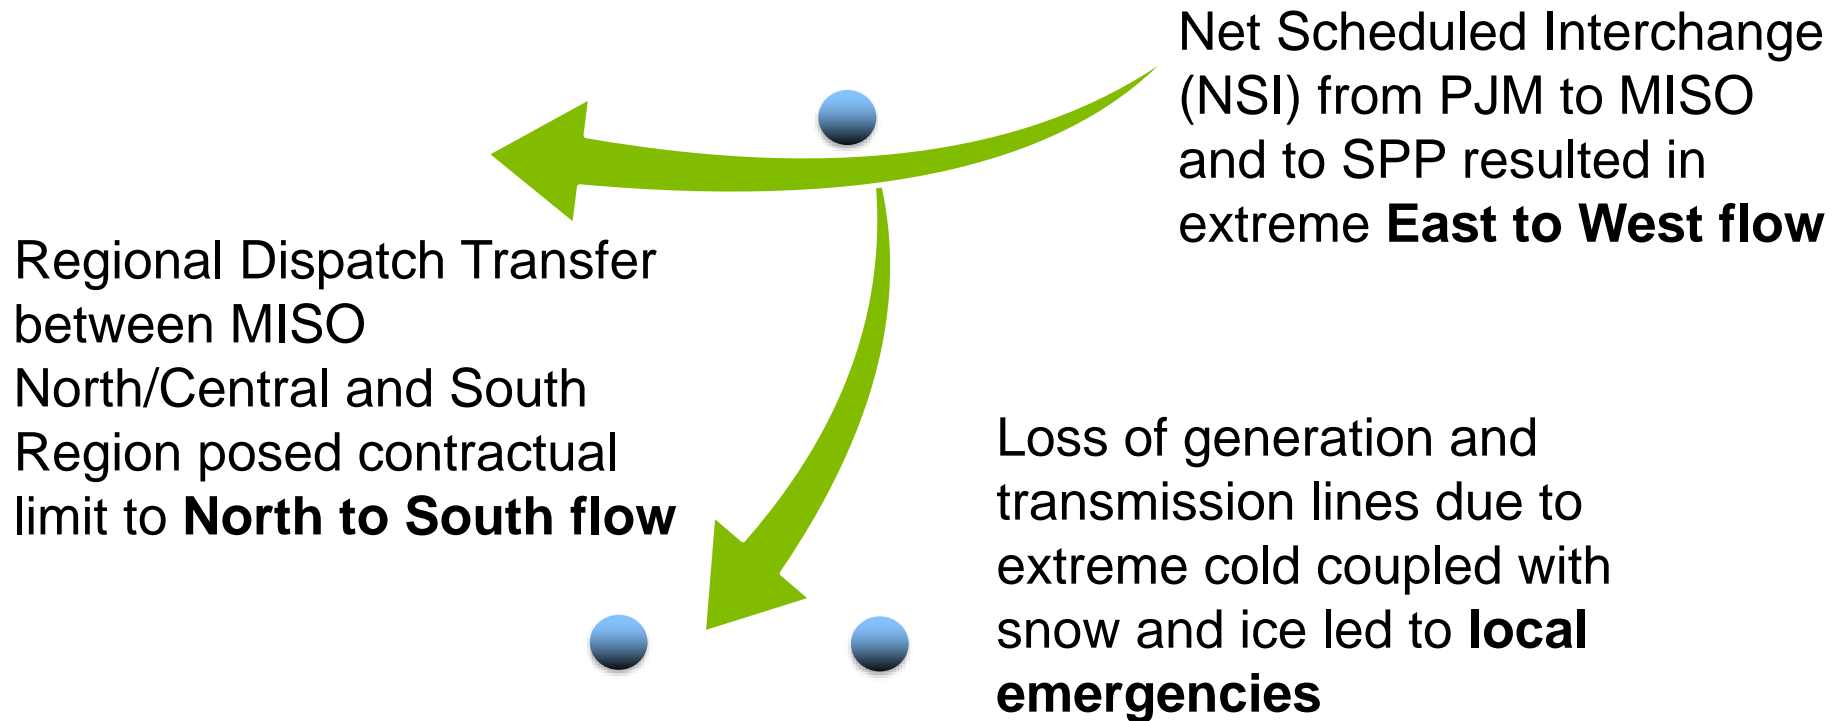 Net Scheduled Interchange
(NSI) from PJM to MISO
and to SPP resulted in
extreme East to West flow
Regional Dispatch Transfer
between MISO
North/Central and South
Region posed contractual
limit to North to South flow
Loss of generation and
transmission lines due to
extreme cold coupled with
snow and ice led to local
emergencies